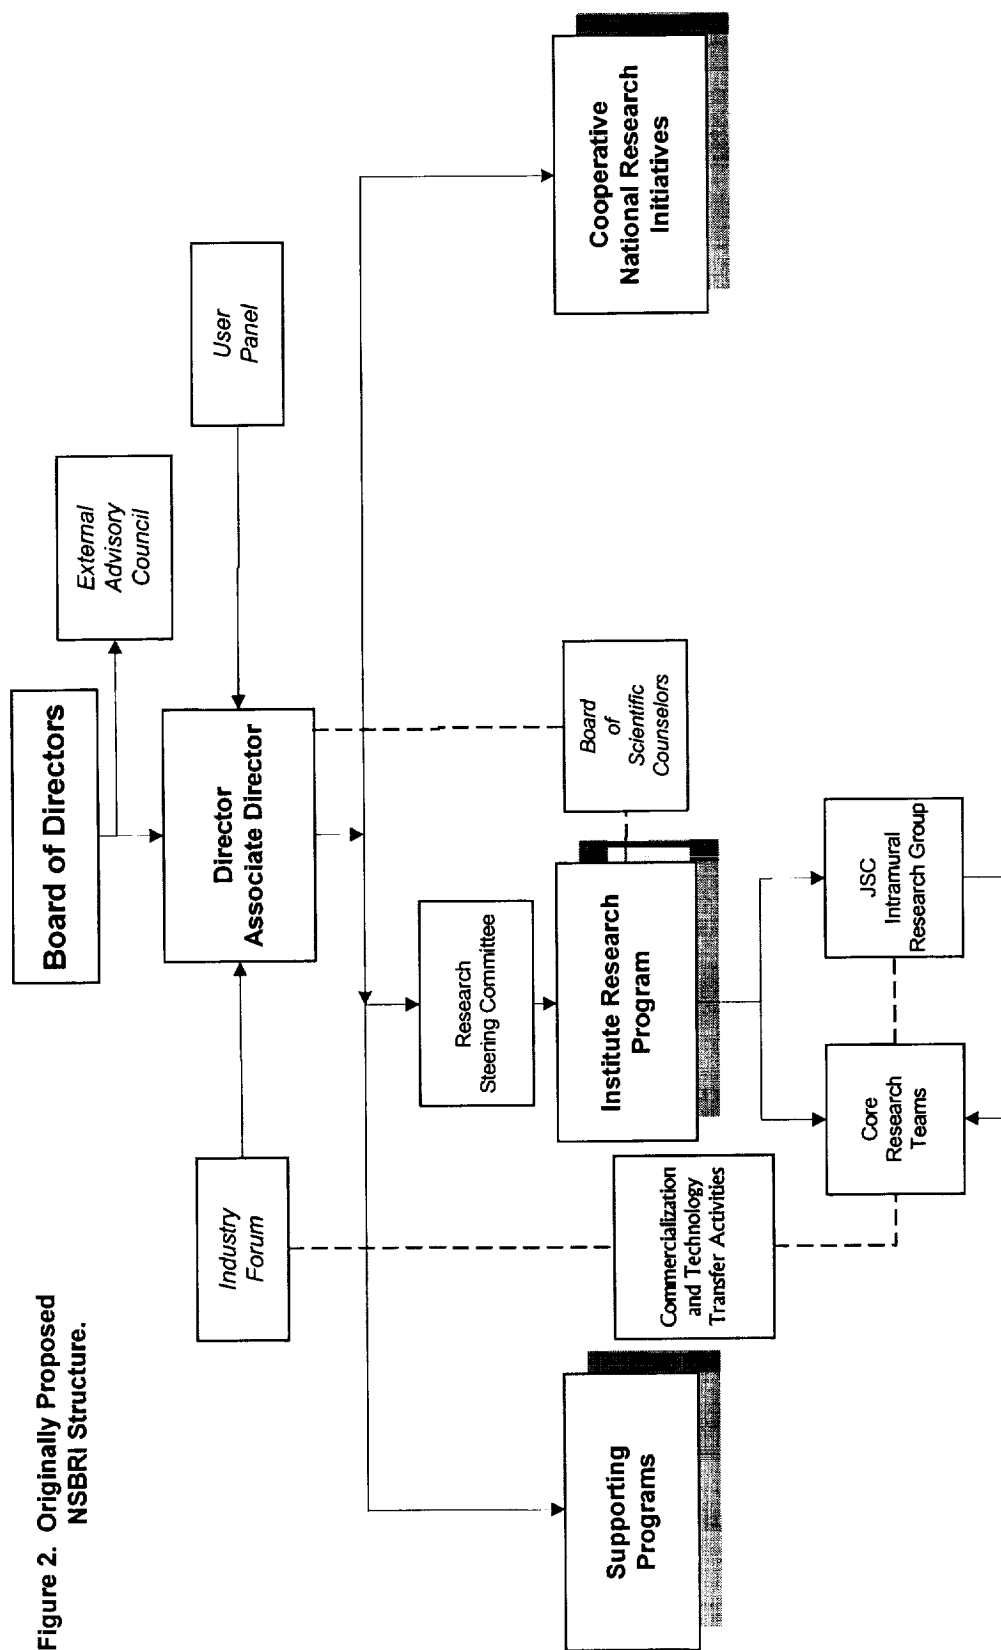 Figure 2. Originally Proposed
NSBRI Structure.
Board of Directors
External
Advisory
Council
Director
Associate Director
Industry
Forum
User
Panel
Research
Steering Committee
Board
of
Scientific
Counselors
Supporting
Programs
Commercialization
and Technology
Transfer Activities
Institute Research
Program
Cooperative
National Research
Initiatives
Core
Research
Teams
JSC
Intramural
Research Group